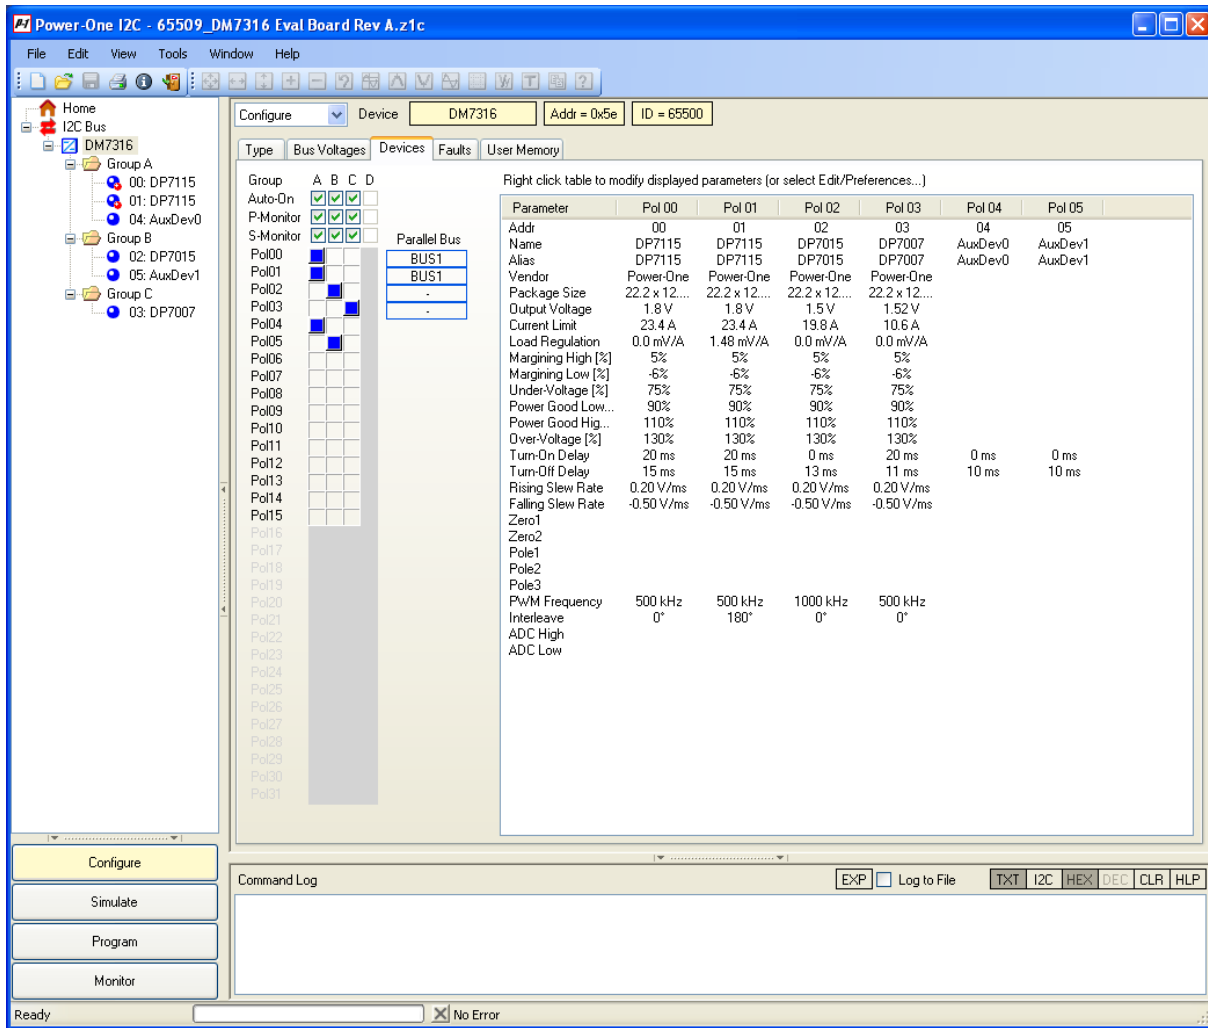 Power-One I2C - 65509_DM7316 Eval Board Rev A.z1c
File Edit View Tools Window Help
Home
I2C Bus
DM7316
Group A
00: DP7115
01: DP7115
04: AuxDev0
Group B
02: DP7015
05: AuxDev1
Group C
03: DP7007
Configure
Simulate
Program
Monitor
Configure Device DM7316 Addr = 0x5e ID = 65500
Type Bus Voltages Devices Faults User Memory
Group A B C D
Auto-On
P-Monitor
S-Monitor
Parallel Bus
Pol00 BUS1
Pol01 BUS1
Pol02 -
Pol03 -
Pol04
Pol05
Pol06
Pol07
Pol08
Pol09
Pol10
Pol11
Pol12
Pol13
Pol14
Pol15
Pol16
Pol17
Pol18
Pol19
Pol20
Pol21
Pol22
Pol23
Pol24
Pol25
Pol26
Pol27
Pol28
Pol29
Pol30
Pol31
Right click table to modify displayed parameters (or select Edit/Preferences...)
Parameter Pol 00 Pol 01 Pol 02 Pol 03 Pol 04 Pol 05
Addr 00 01 02 03 04 05
Name DP7115 DP7115 DP7015 DP7007 AuxDev0 AuxDev1
Alias DP7115 DP7115 DP7015 DP7007 AuxDev0 AuxDev1
Vendor Power-One Power-One Power-One Power-One
Package Size 22.2 x 12.... 22.2 x 12.... 22.2 x 12.... 22.2 x 12....
Output Voltage 1.8 V 1.8 V 1.5 V 1.52 V
Current Limit 23.4 A 23.4 A 19.8 A 10.6 A
Load Regulation 0.0 mV/A 1.48 mV/A 0.0 mV/A 0.0 mV/A
Margining High [%] 5% 5% 5% 5%
Margining Low [%] -6% -6% -6% -6%
Under-Voltage [%] 75% 75% 75% 75%
Power Good Low... 90% 90% 90% 90%
Power Good Hig... 110% 110% 110% 110%
Over-Voltage [%] 130% 130% 130% 130%
Turn-On Delay 20 ms 20 ms 0 ms 20 ms 0 ms 0 ms
Turn-Off Delay 15 ms 15 ms 13 ms 11 ms 10 ms 10 ms
Rising Slew Rate 0.20 V/ms 0.20 V/ms 0.20 V/ms 0.20 V/ms
Falling Slew Rate -0.50 V/ms -0.50 V/ms -0.50 V/ms -0.50 V/ms
Zero1
Zero2
Pole1
Pole2
Pole3
PWM Frequency 500 kHz 500 kHz 1000 kHz 500 kHz
Interleave 0° 180° 0° 0°
ADC High
ADC Low
Command Log EXP Log to File TXT I2C HEX DEC CLR HLP
Ready No Error